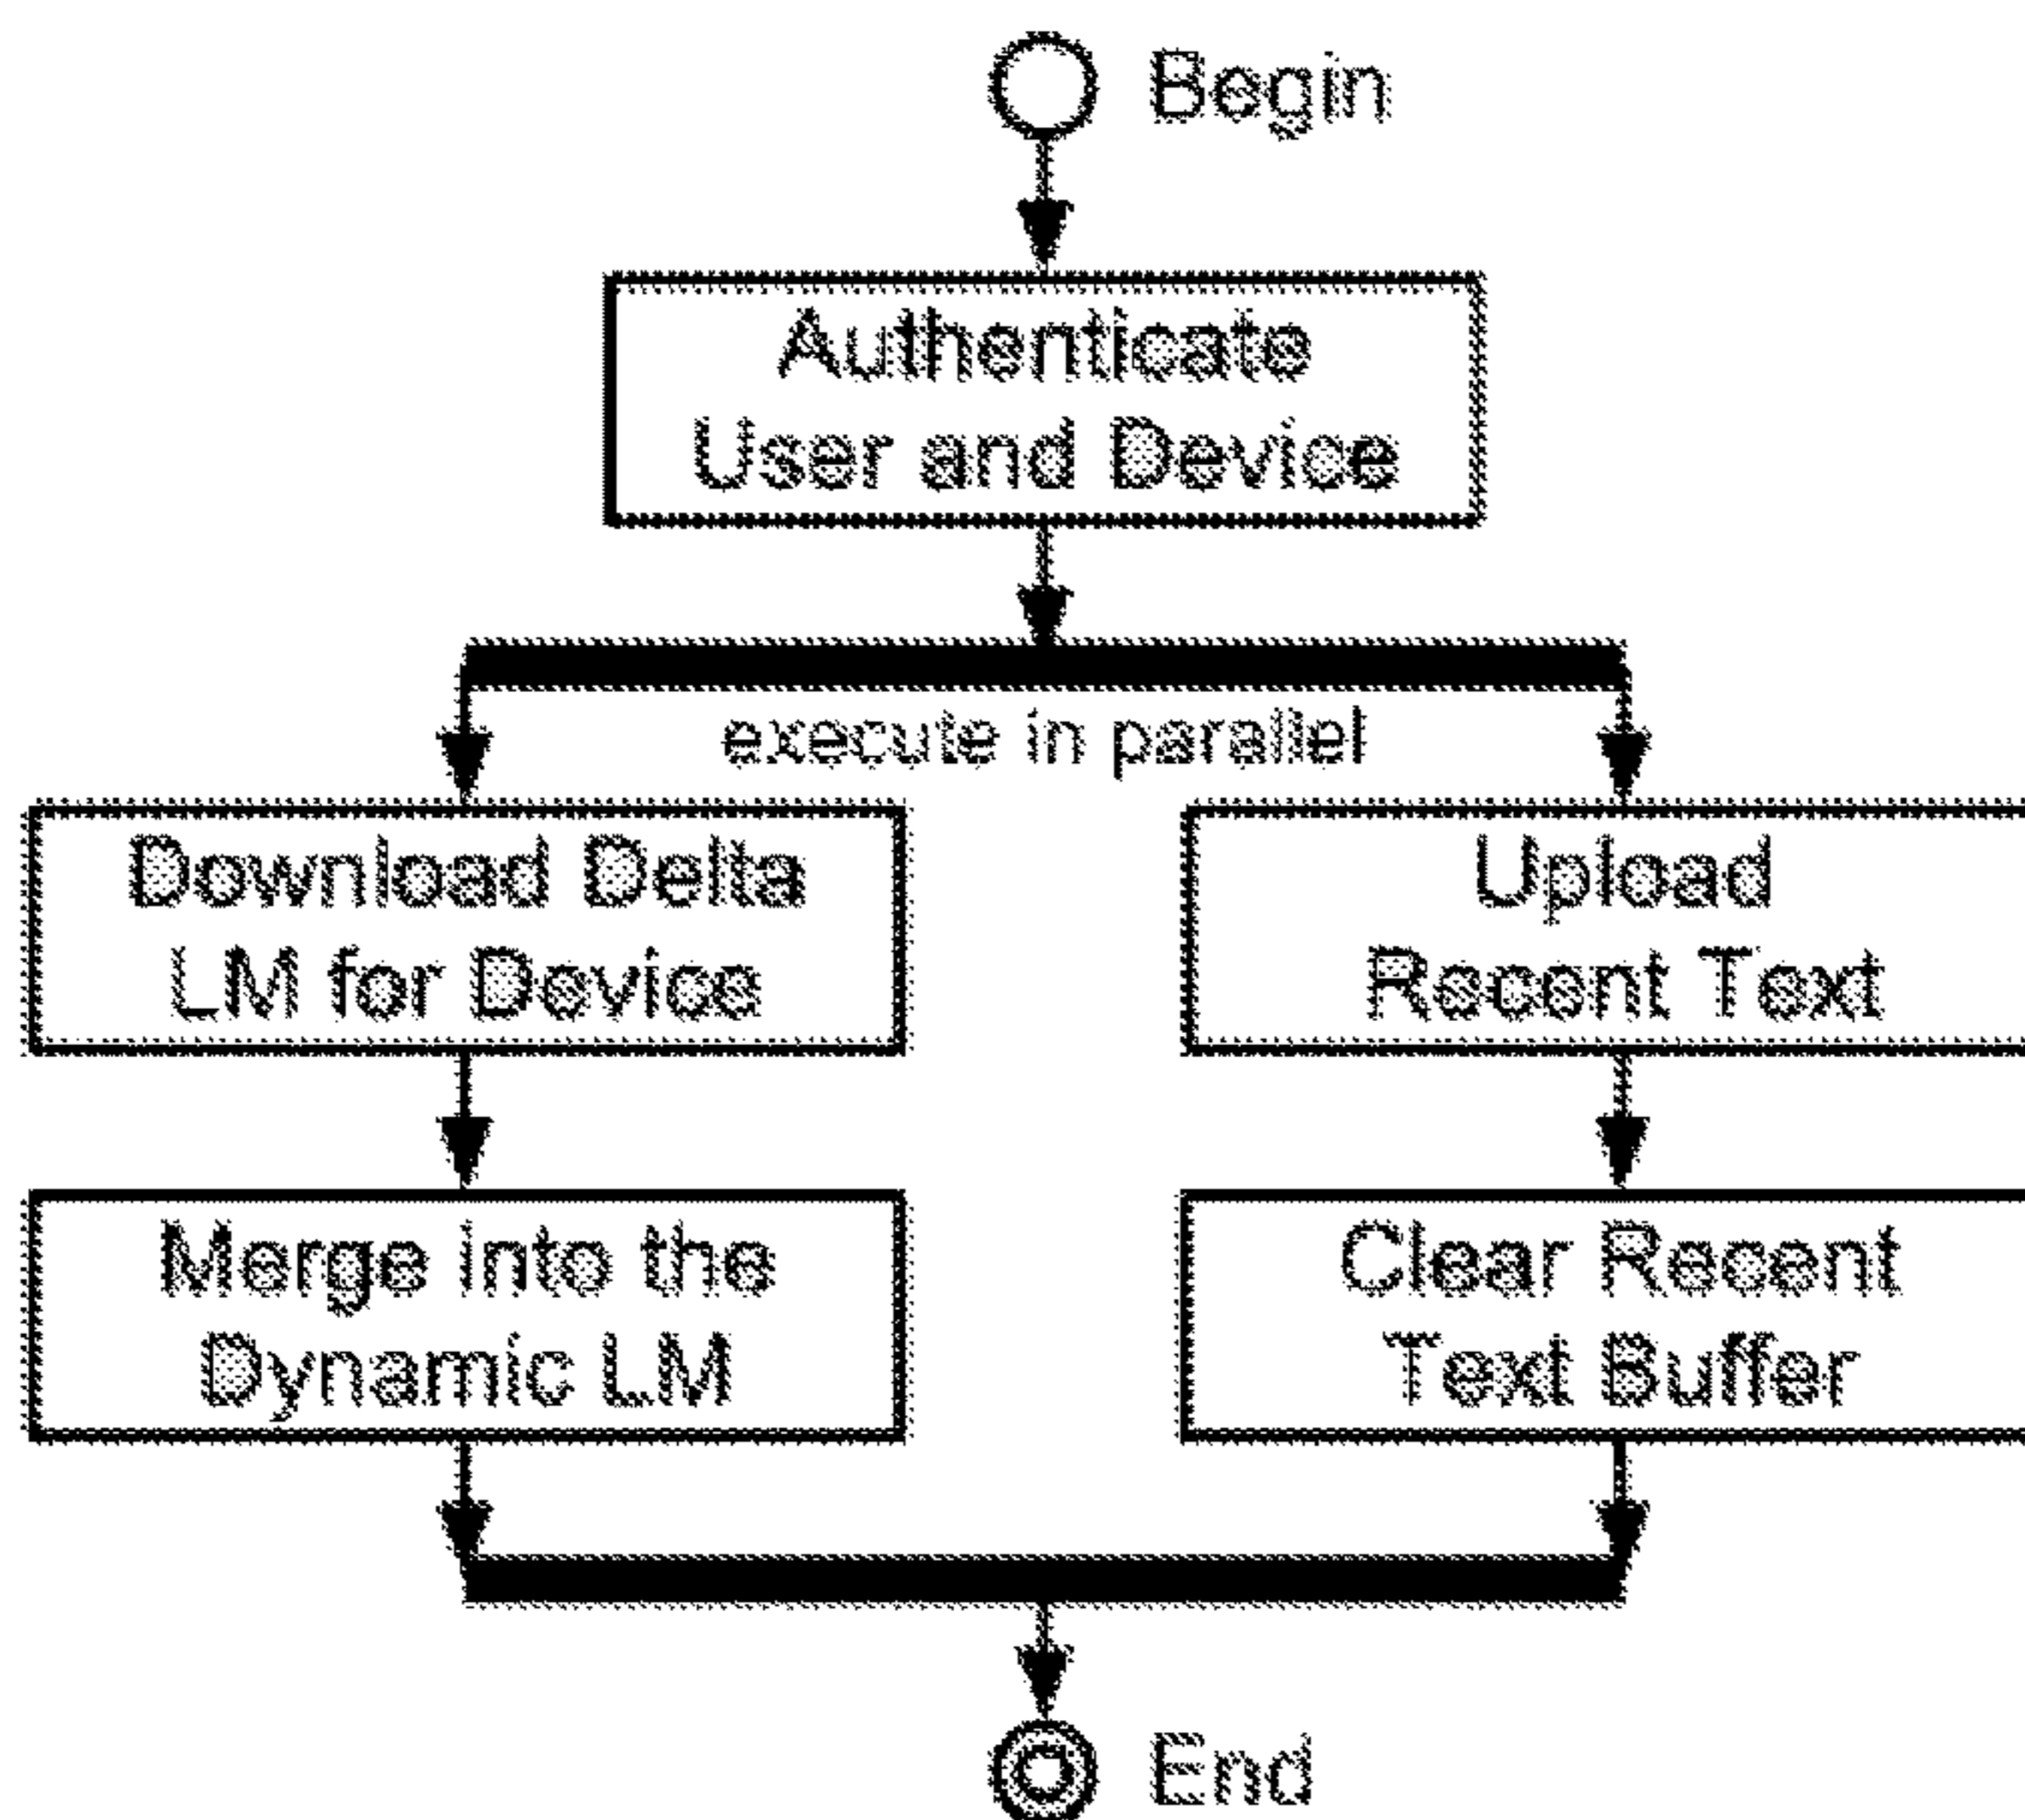 Begin
Authenticate
User and Device
execute in parallel
Download Delta
LM for Device
Upload
Recent Text
Merge into the
Dynamic LM
Clear Recent
Text Buffer
End